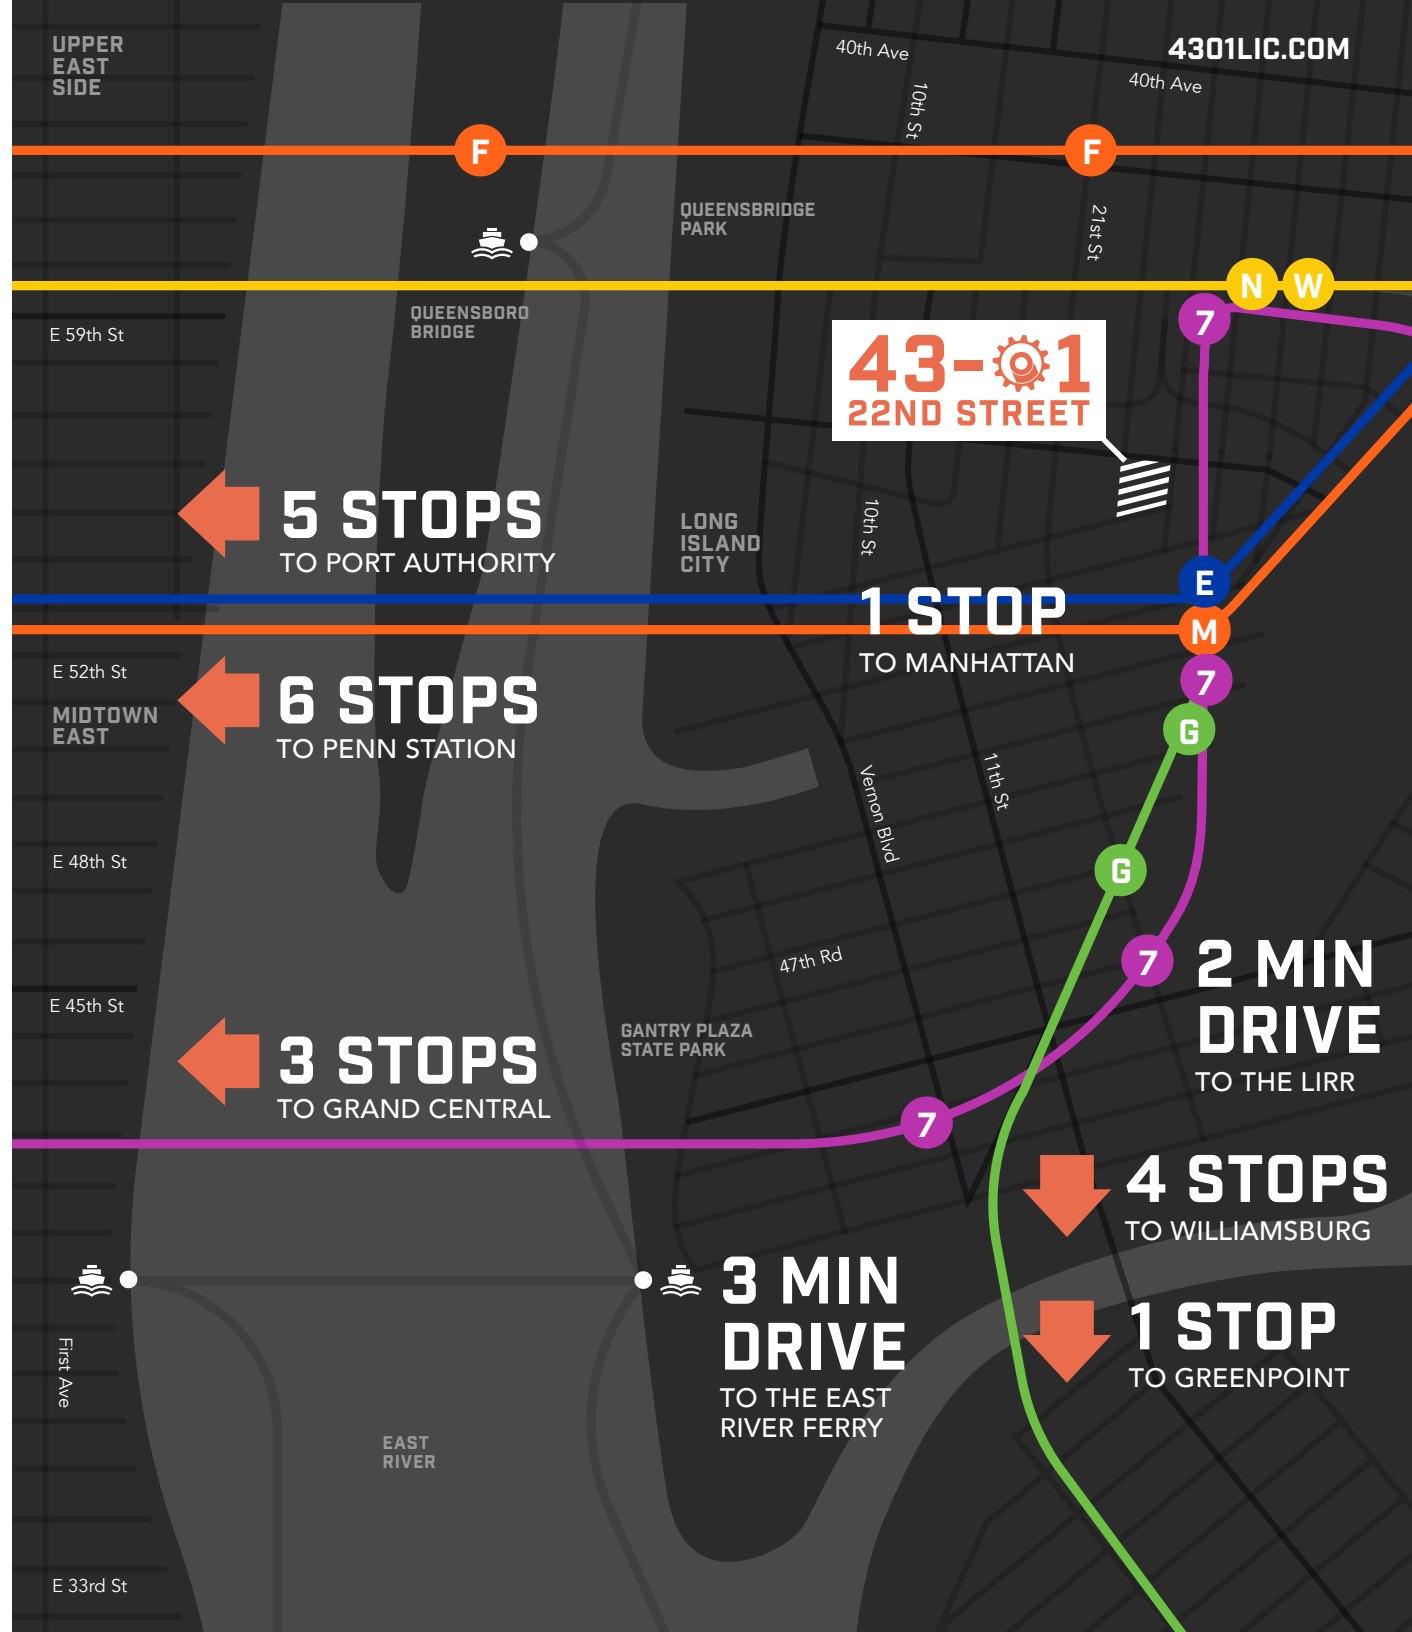 UPPER
EAST
SIDE
40th Ave
4301LIC.COM
40th Ave
10th St
F
F
QUEENSBRIDGE
PARK
21st St
N
W
QUEENSBORO
BRIDGE
7
E 59th St
43-01
22ND STREET
5 STOPS
TO PORT AUTHORITY
10th St
LONG
ISLAND
CITY
E
1 STOP
TO MANHATTAN
M
7
G
E 52th St
MIDTOWN
EAST
6 STOPS
TO PENN STATION
Vernon Blvd
11th St
E 48th St
G
47th Rd
7
2 MIN
DRIVE
TO THE LIRR
E 45th St
3 STOPS
TO GRAND CENTRAL
GANTRY PLAZA
STATE PARK
7
4 STOPS
TO WILLIAMSBURG
3 MIN
DRIVE
TO THE EAST
RIVER FERRY
1 STOP
TO GREENPOINT
First Ave
EAST
RIVER
E 33rd St